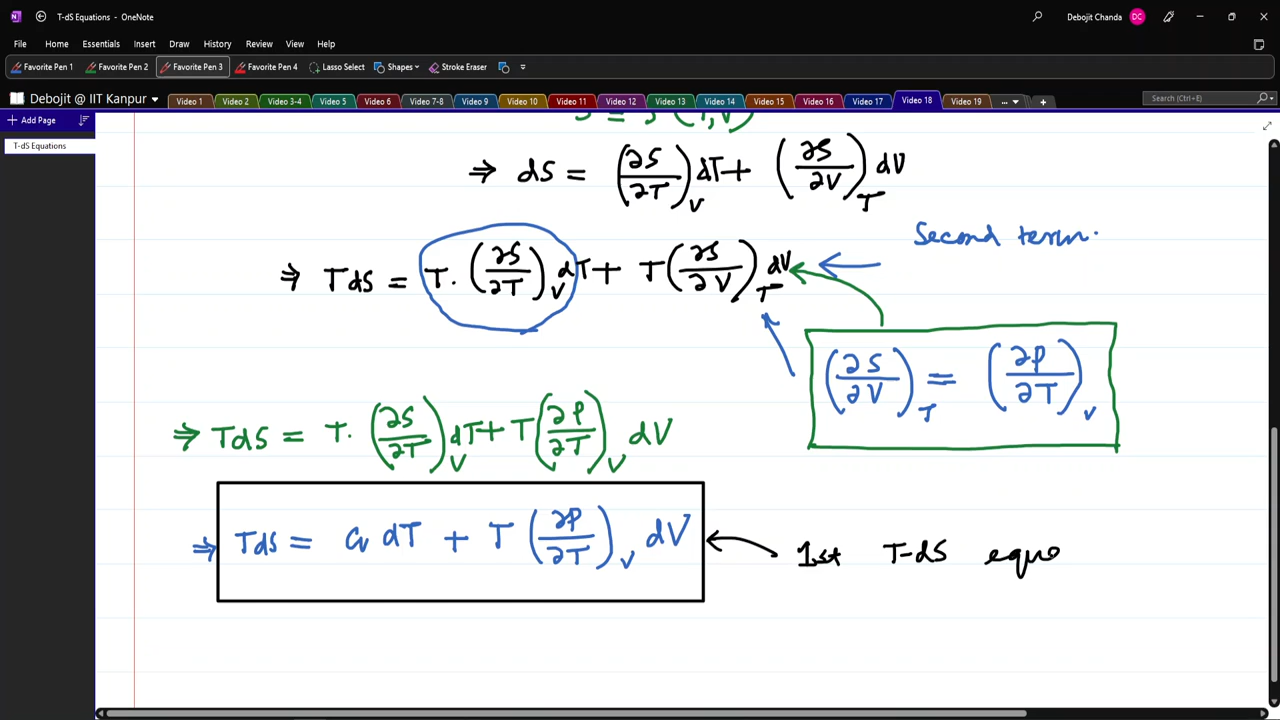 T-dS Equations - OneNote
Debojit Chanda DC
File Home Essentials Insert Draw History Review View Help
Favorite Pen 1 Favorite Pen 2 Favorite Pen 3 Favorite Pen 4 Lasso Select Shapes Stroke Eraser
Debojit @ IIT Kanpur Video 1 Video 2 Video 3-4 Video 5 Video 6 Video 7-8 Video 9 Video 10 Video 11 Video 12 Video 13 Video 14 Video 15 Video 16 Video 17 Video 18 Video 19 ... + Search (Ctrl+E)
+ Add Page
T-dS Equations
S = S (T,V)
⇒ dS = (∂S/∂T)_V dT + (∂S/∂V)_T dV
Second term.
⇒ TdS = T. (∂S/∂T)_V dT + T (∂S/∂V)_T dV
(∂S/∂V)_T = (∂P/∂T)_V
⇒ TdS = T. (∂S/∂T)_V dT + T (∂P/∂T)_V dV
⇒ TdS = C_V dT + T (∂P/∂T)_V dV
1st T-dS equa